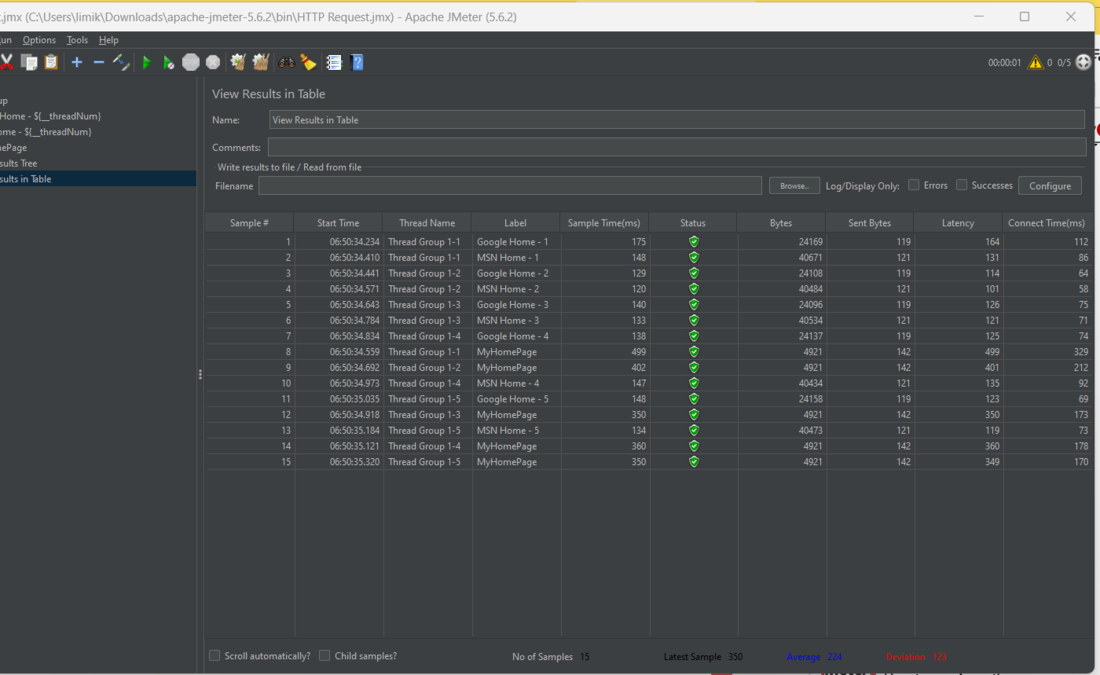 t.jmx (C:\Users\limik\Downloads\apache-jmeter-5.6.2\bin\HTTP Request.jmx) - Apache JMeter (5.6.2)
un Options Tools Help
00:00:01 0 0/5
up
Home - ${__threadNum}
ome - ${__threadNum}
ePage
sults Tree
sults in Table
View Results in Table
Name: View Results in Table
Comments:
Write results to file / Read from file
Filename Browse... Log/Display Only: Errors Successes Configure
Sample # Start Time Thread Name Label Sample Time(ms) Status Bytes Sent Bytes Latency Connect Time(ms)
1 06:50:34.234 Thread Group 1-1 Google Home - 1 175 24169 119 164 112
2 06:50:34.410 Thread Group 1-1 MSN Home - 1 148 40671 121 131 86
3 06:50:34.441 Thread Group 1-2 Google Home - 2 129 24108 119 114 64
4 06:50:34.571 Thread Group 1-2 MSN Home - 2 120 40484 121 101 58
5 06:50:34.643 Thread Group 1-3 Google Home - 3 140 24096 119 126 75
6 06:50:34.784 Thread Group 1-3 MSN Home - 3 133 40534 121 121 71
7 06:50:34.834 Thread Group 1-4 Google Home - 4 138 24137 119 125 74
8 06:50:34.559 Thread Group 1-1 MyHomePage 499 4921 142 499 329
9 06:50:34.692 Thread Group 1-2 MyHomePage 402 4921 142 401 212
10 06:50:34.973 Thread Group 1-4 MSN Home - 4 147 40434 121 135 92
11 06:50:35.035 Thread Group 1-5 Google Home - 5 148 24158 119 123 69
12 06:50:34.918 Thread Group 1-3 MyHomePage 350 4921 142 350 173
13 06:50:35.184 Thread Group 1-5 MSN Home - 5 134 40473 121 119 73
14 06:50:35.121 Thread Group 1-4 MyHomePage 360 4921 142 360 178
15 06:50:35.320 Thread Group 1-5 MyHomePage 350 4921 142 349 170
Scroll automatically? Child samples? No of Samples 15 Latest Sample 350 Average 224 Deviation 123